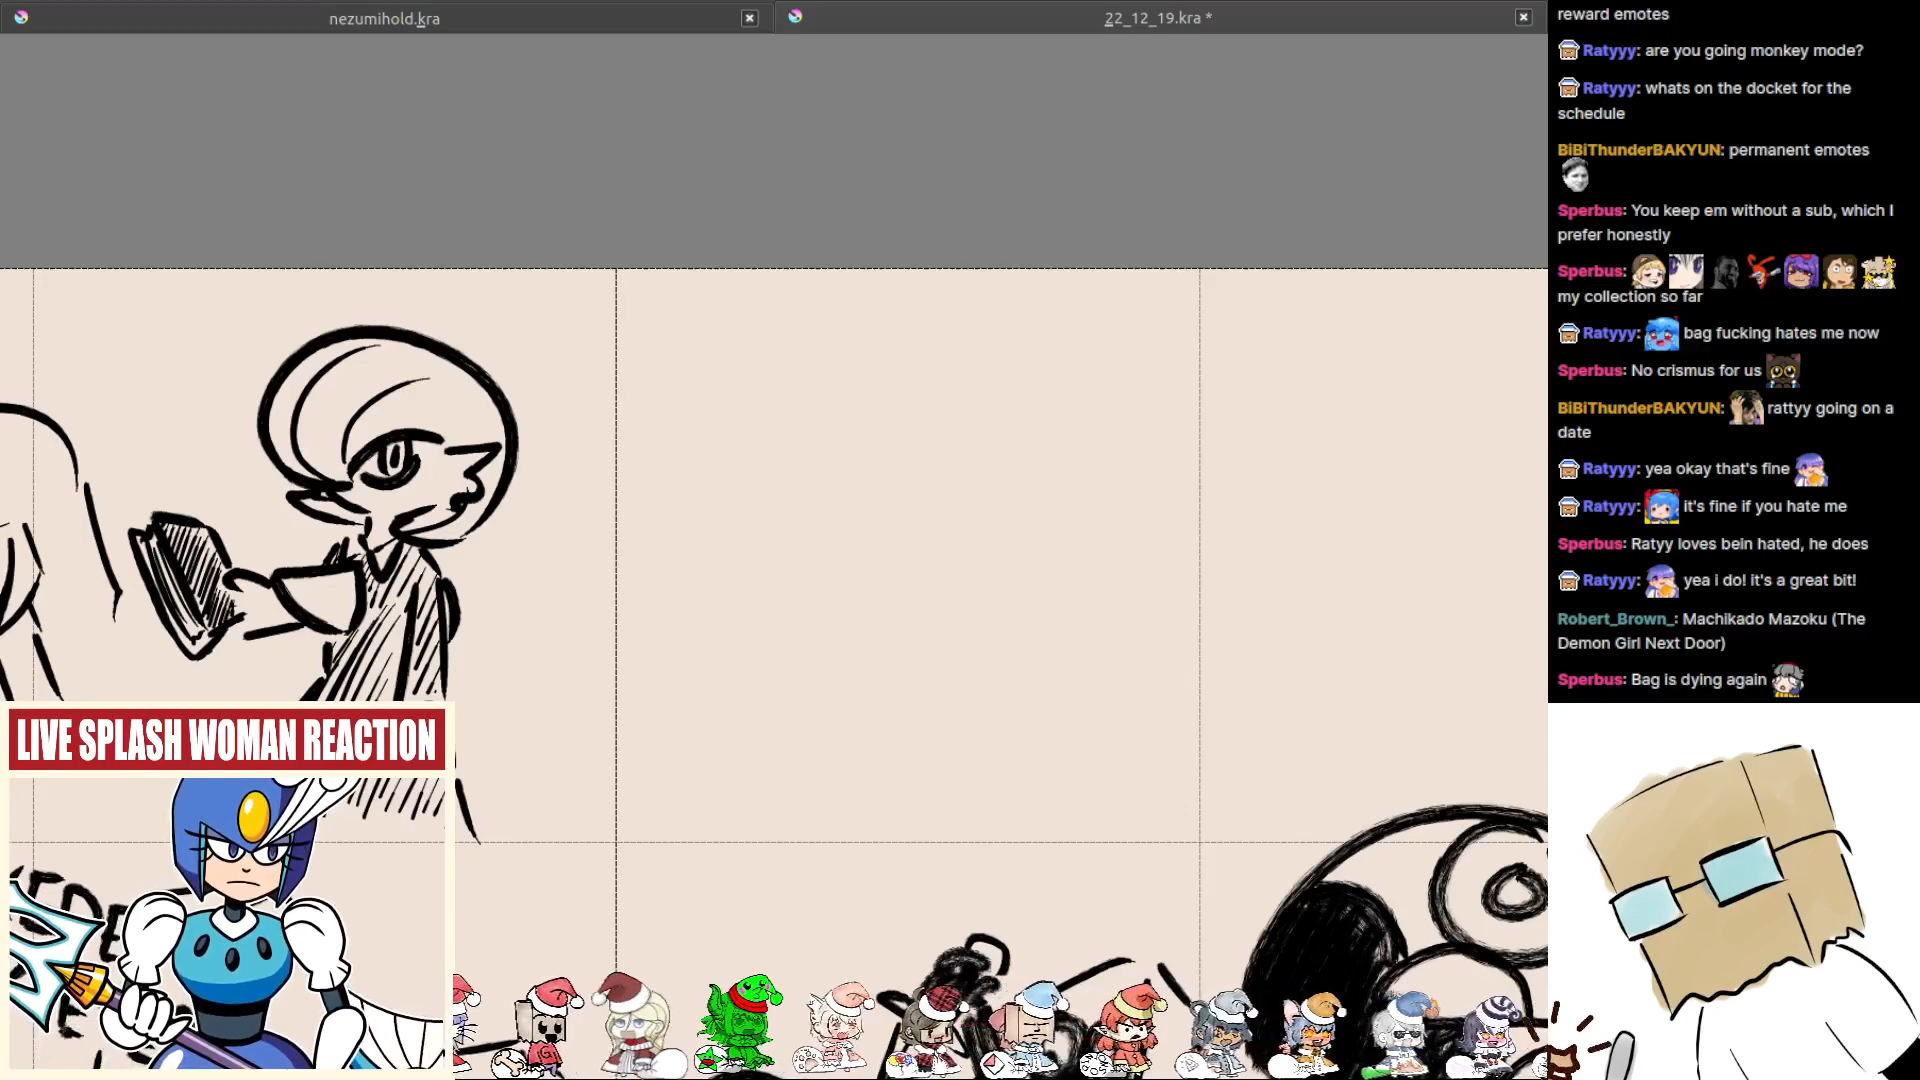 nezumihold.kra
22_12_19.kra *
reward emotes
Ratyyy: are you going monkey mode?
Ratyyy: whats on the docket for the
schedule
BiBiThunderBAKYUN: permanent emotes
Sperbus: You keep em without a sub, which I
prefer honestly
Sperbus:
my collection so far
Ratyyy: bag fucking hates me now
Sperbus: No crismus for us
BiBiThunderBAKYUN: rattyy going on a
date
Ratyyy: yea okay that's fine
Ratyyy: it's fine if you hate me
Sperbus: Ratyy loves bein hated, he does
Ratyyy: yea i do! it's a great bit!
Robert_Brown_: Machikado Mazoku (The
Demon Girl Next Door)
Sperbus: Bag is dying again
LIVE SPLASH WOMAN REACTION